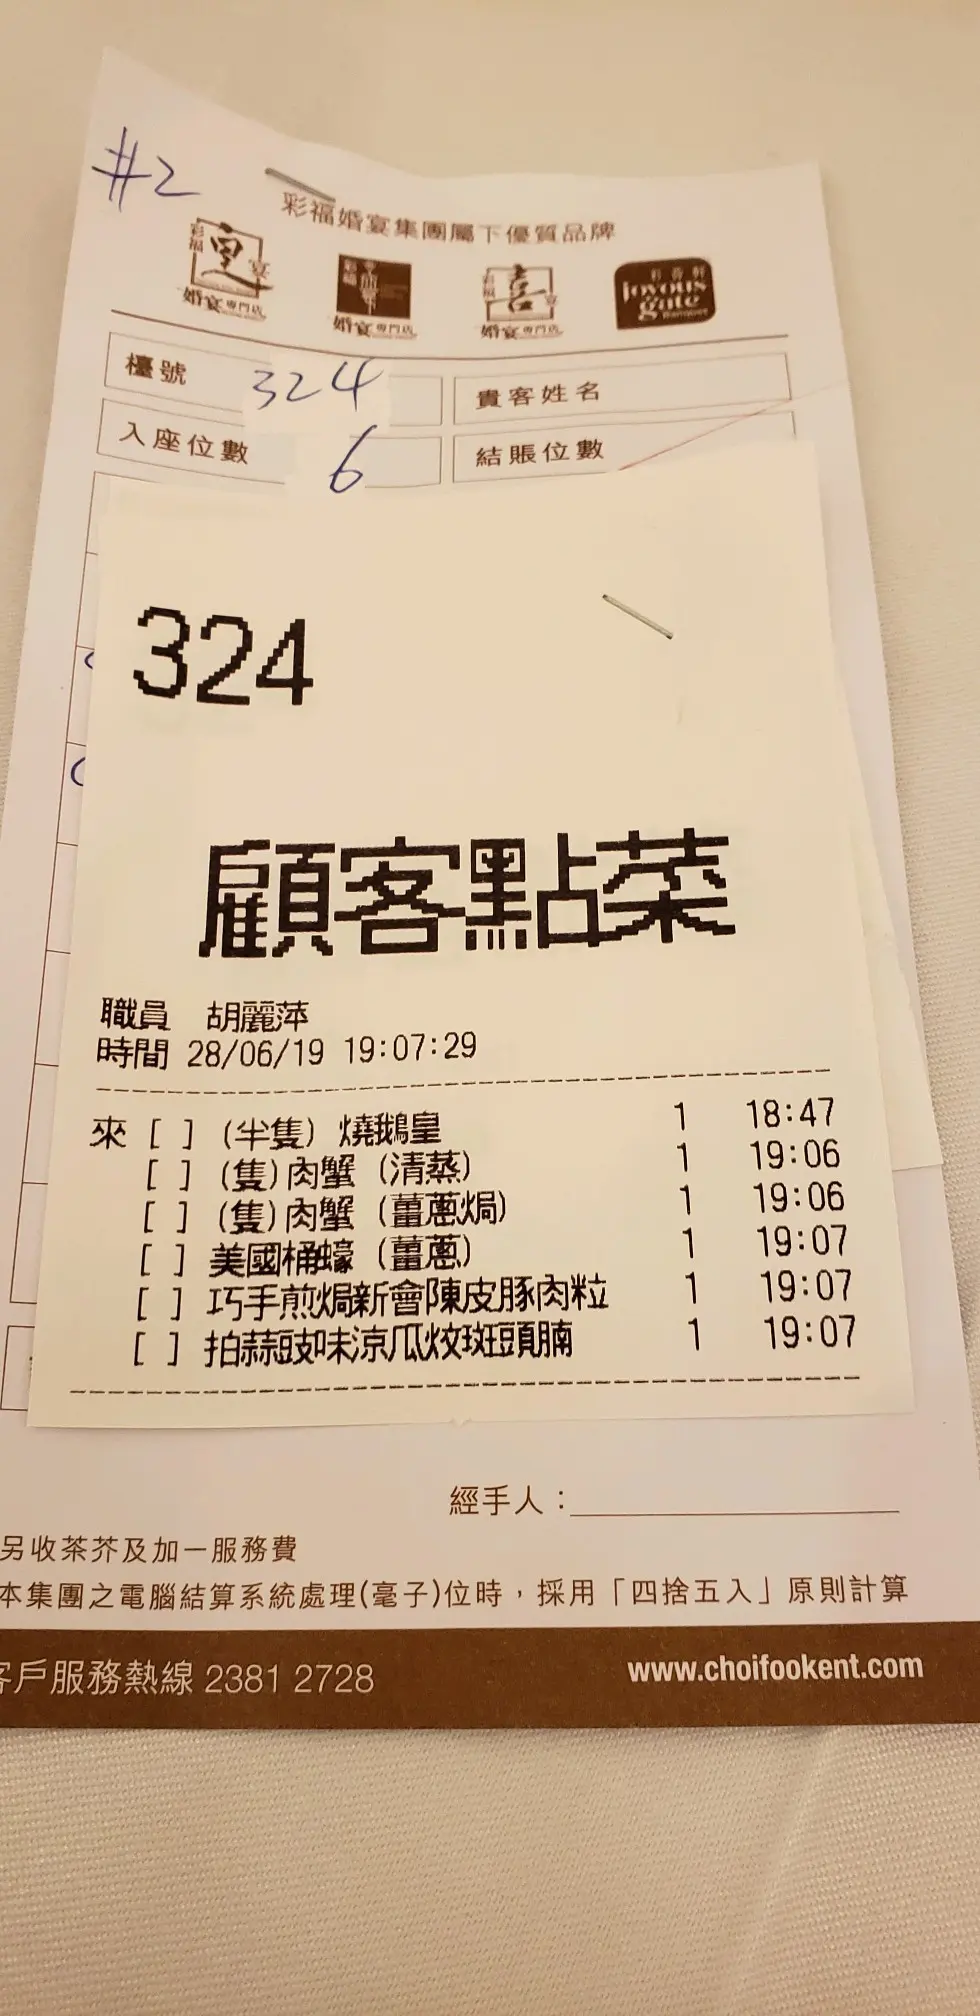 #2
彩福婚宴集團屬下優質品牌
婚宴專門店 婚宴專門店 婚宴專門店 joyous gate
檯號 324 貴客姓名
入座位數 6 結賬位數
324
顧客點菜
職員 胡麗萍
時間 28/06/19 19:07:29
來 [ ] (半隻) 燒鵝皇 1 18:47
[ ] (隻)肉蟹 (清蒸) 1 19:06
[ ] (隻)肉蟹 (薑蔥焗) 1 19:06
[ ] 美國桶蠔 (薑蔥) 1 19:07
[ ] 巧手煎焗新會陳皮豚肉粒 1 19:07
[ ] 拍蒜豉味涼瓜炆斑頭腩 1 19:07
經手人：
另收茶芥及加一服務費
本集團之電腦結算系統處理(毫子)位時，採用「四捨五入」原則計算
客戶服務熱線 2381 2728 www.choifookent.com